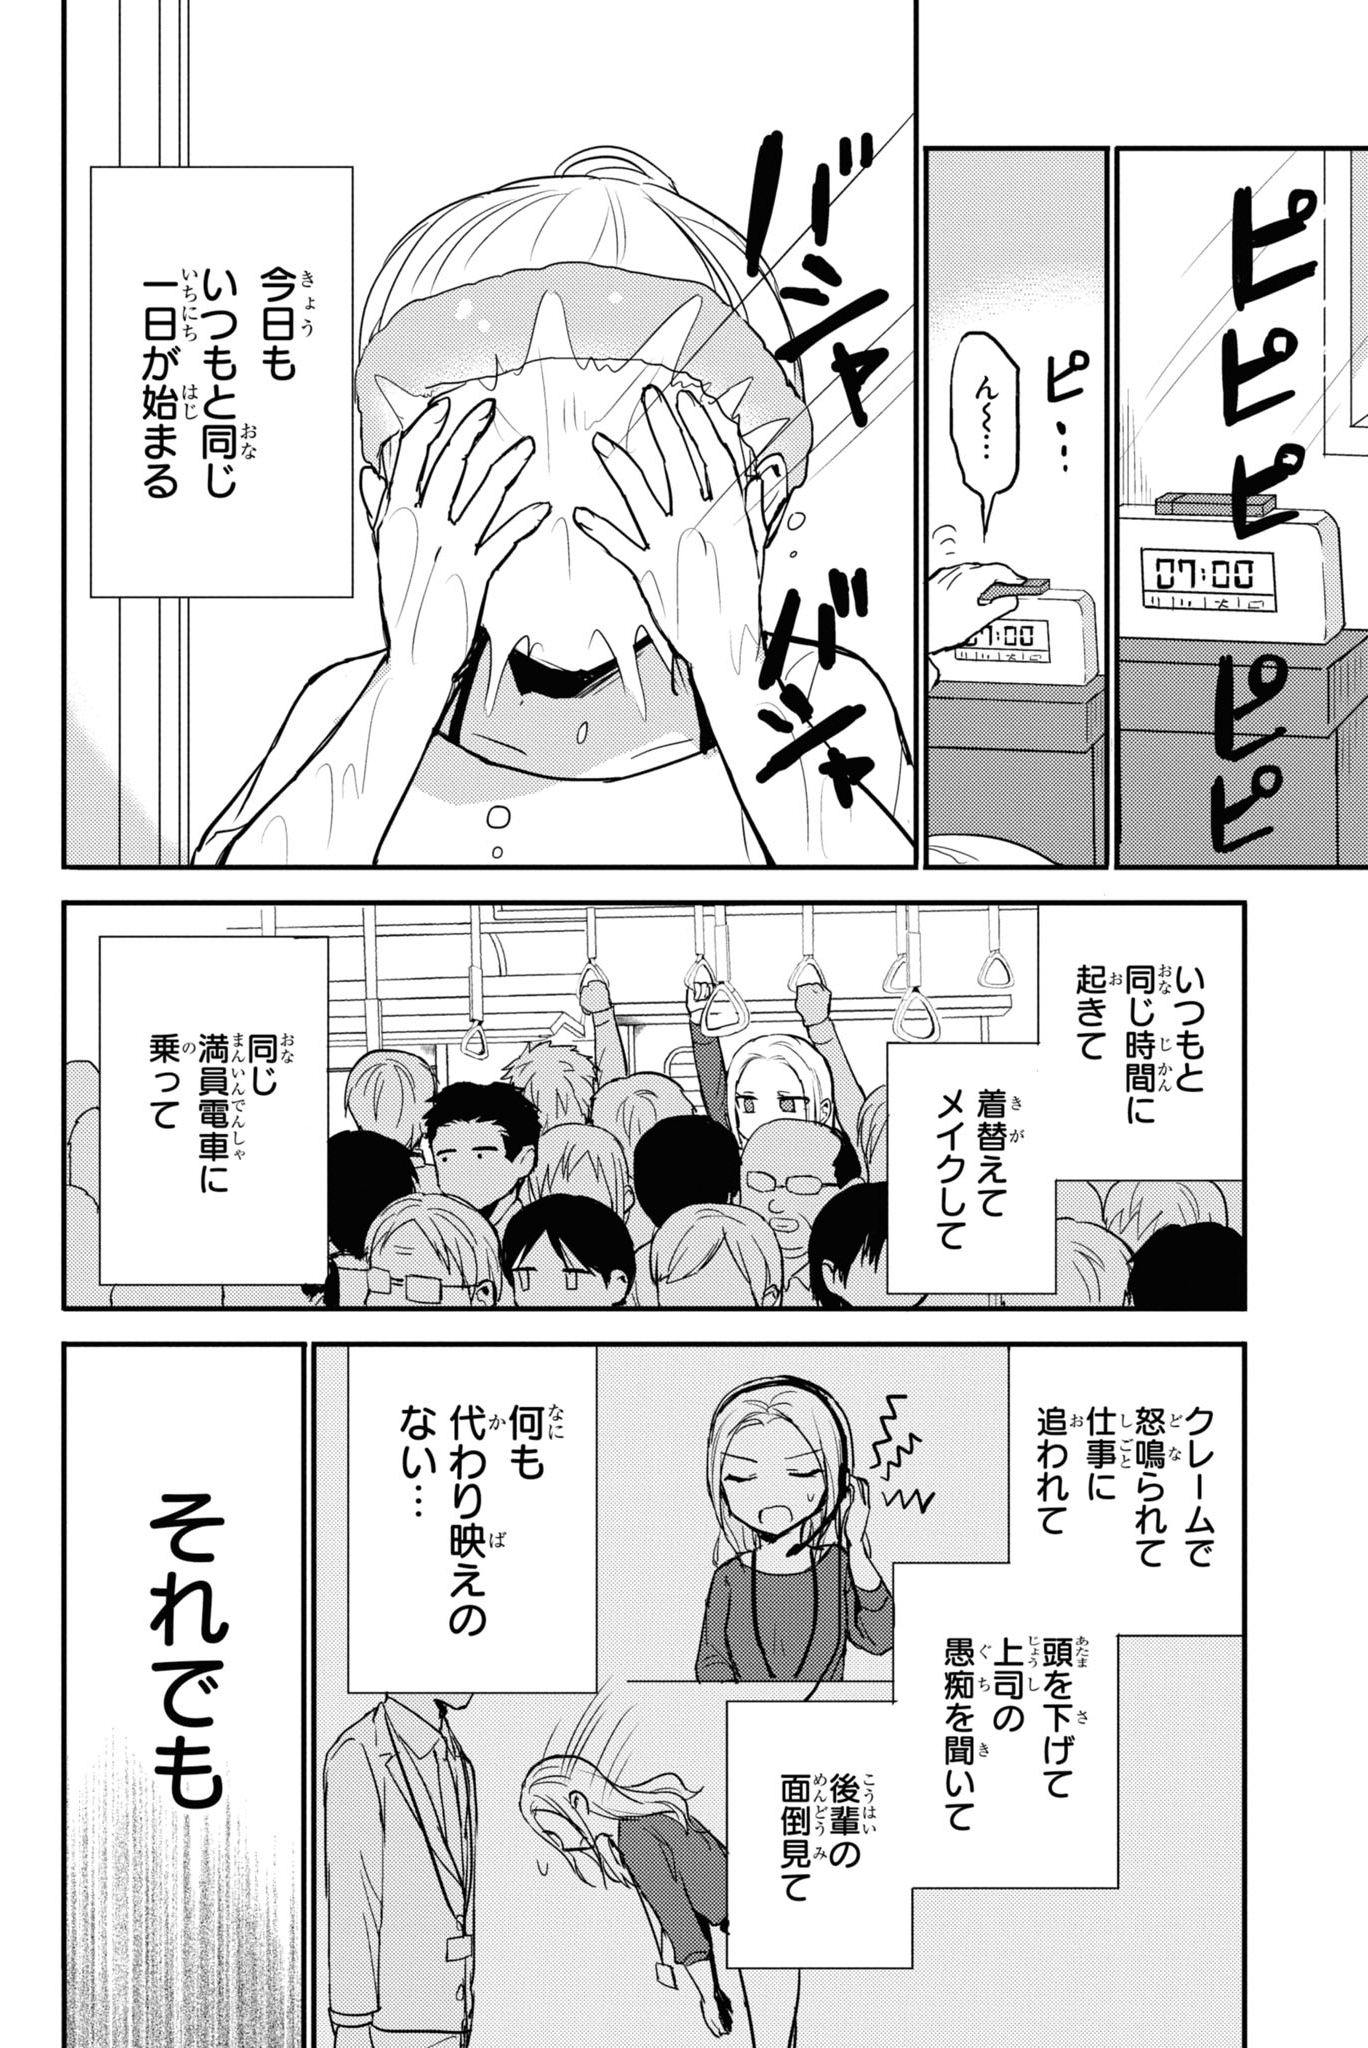 ピピピピピ
07:00
ピ…
ん〜…
07:00
バシャ
バシャ
今日も
いつもと同じ
一日が始まる
いつもと
同じ時間に
起きて
着替えて
メイクして
同じ
満員電車に
乗って
クレームで
怒鳴られて
仕事に
追われて
頭を下げて
上司の
愚痴を聞いて
後輩の
面倒見て
何も
代わり映えの
ない…
それでも